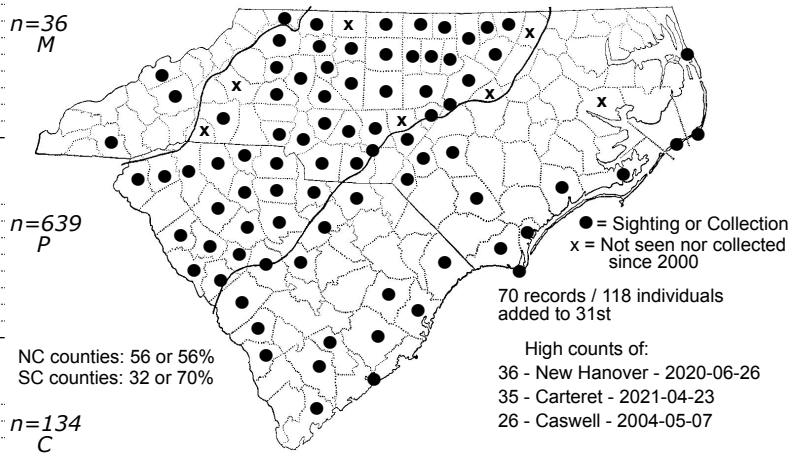 n=36
M
n=639
P
● = Sighting or Collection
x = Not seen nor collected
since 2000
70 records / 118 individuals
added to 31st
NC counties: 56 or 56%
SC counties: 32 or 70%
High counts of:
36 - New Hanover - 2020-06-26
35 - Carteret - 2021-04-23
26 - Caswell - 2004-05-07
n=134
C
x
x
x
x
x
x
x